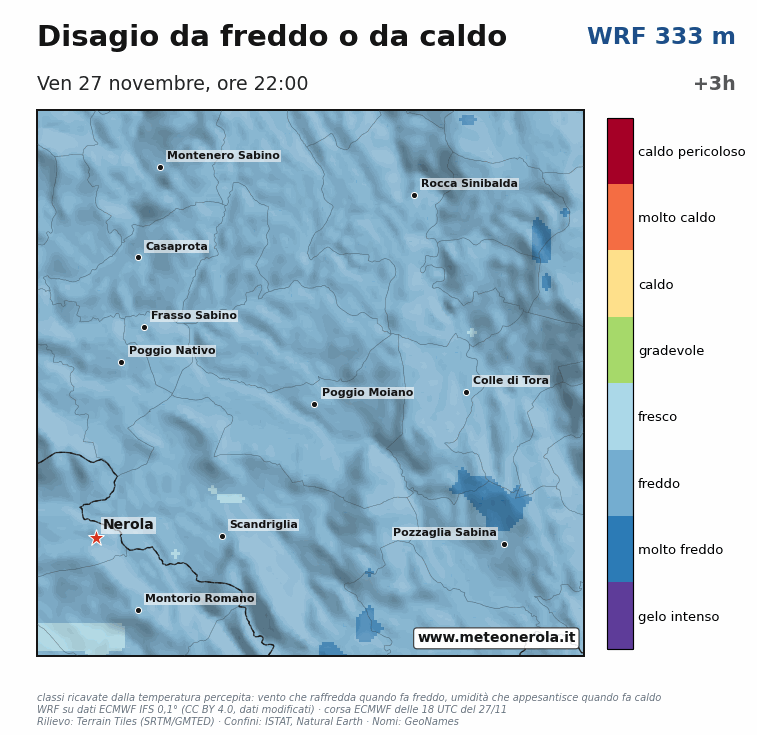 Disagio da freddo o da caldo
WRF 333 m
Ven 27 novembre, ore 22:00
+3h
Montenero Sabino
Rocca Sinibalda
Casaprota
Frasso Sabino
Poggio Nativo
Poggio Moiano
Colle di Tora
Nerola
Scandriglia
Pozzaglia Sabina
Montorio Romano
www.meteonerola.it
caldo pericoloso
molto caldo
caldo
gradevole
fresco
freddo
molto freddo
gelo intenso
classi ricavate dalla temperatura percepita: vento che raffredda quando fa freddo, umidità che appesantisce quando fa caldo
WRF su dati ECMWF IFS 0,1° (CC BY 4.0, dati modificati) · corsa ECMWF delle 18 UTC del 27/11
Rilievo: Terrain Tiles (SRTM/GMTED) · Confini: ISTAT, Natural Earth · Nomi: GeoNames